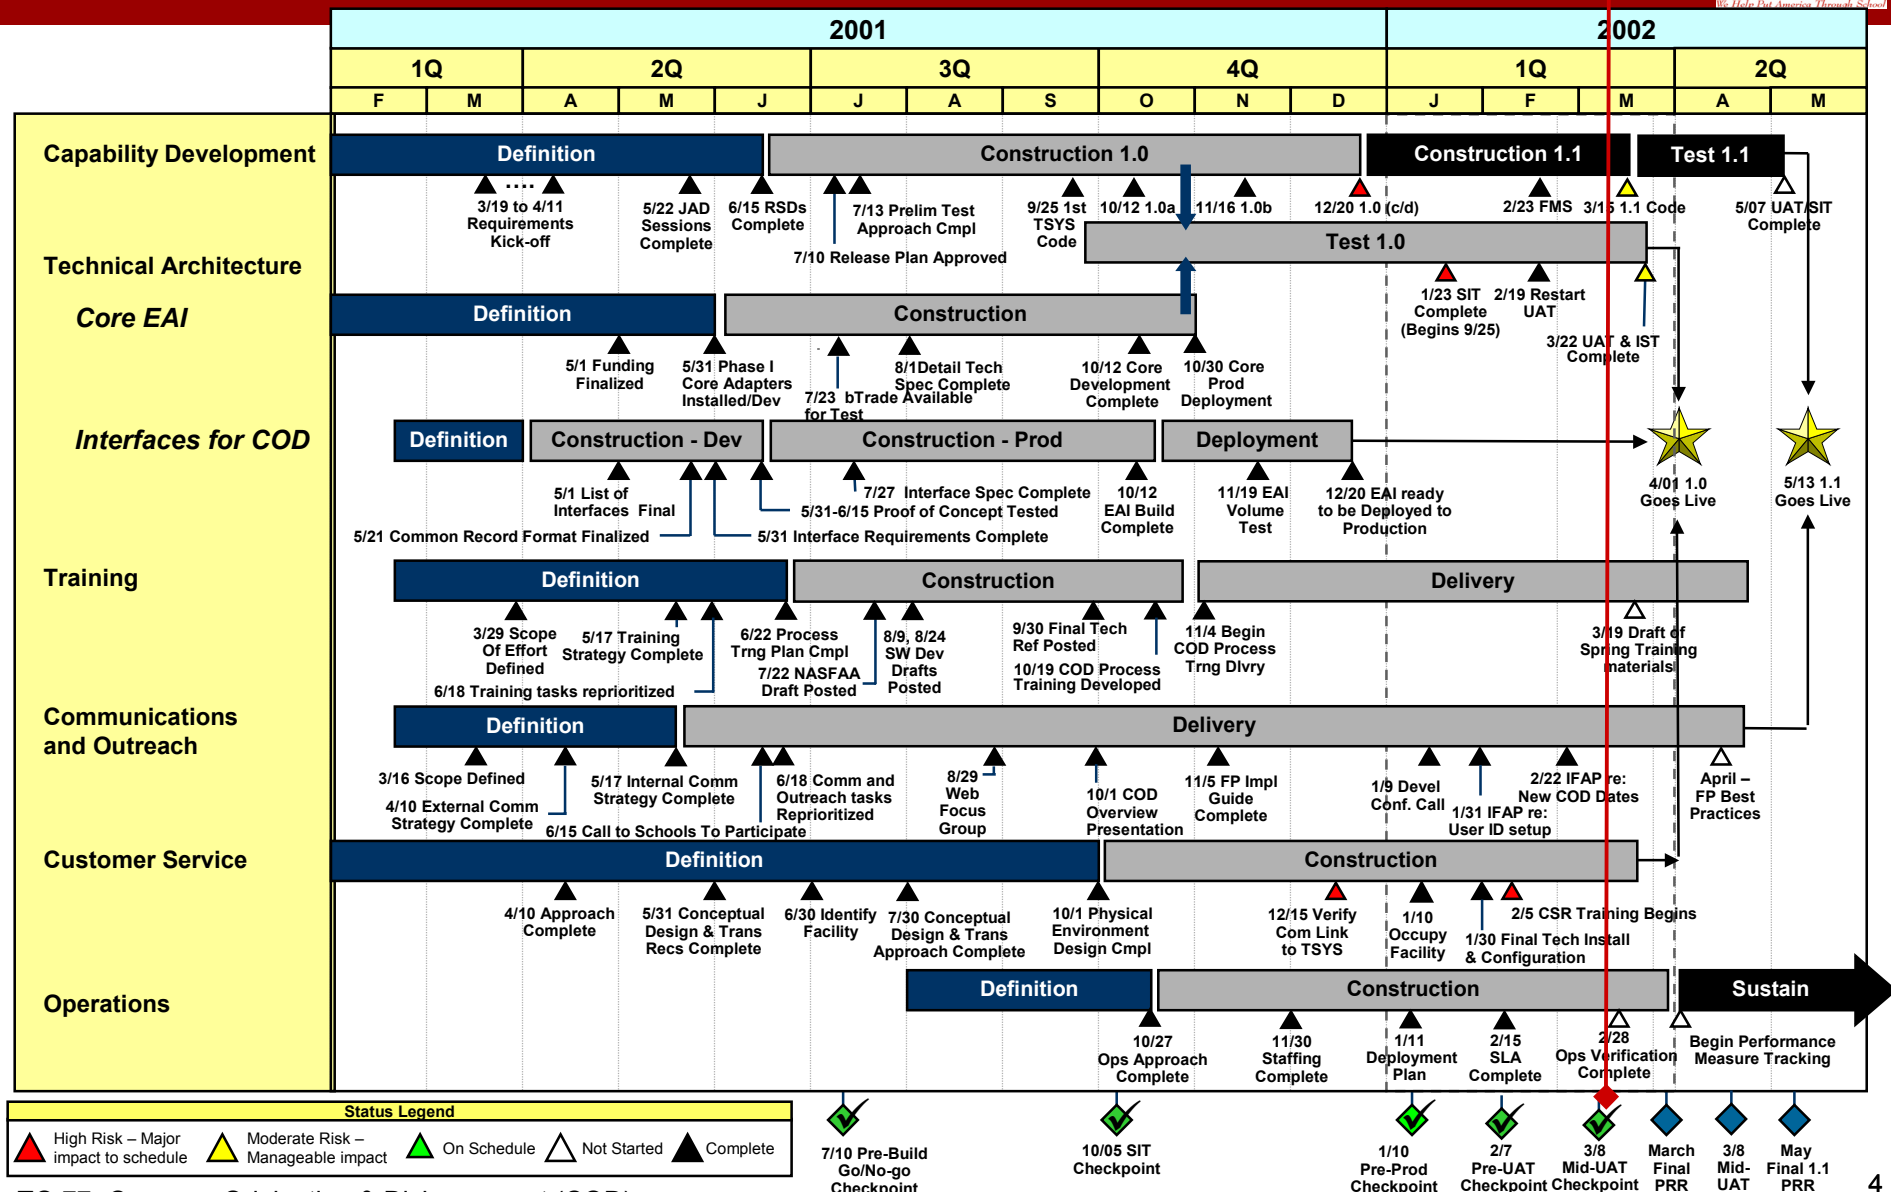 We Help Put America Through School
2001
2002
1Q
2Q
3Q
4Q
1Q
2Q
F
M
A
M
J
J
A
S
O
N
D
J
F
M
A
M
Capability Development
Definition
Construction 1.0
Construction 1.1
Test 1.1
....
3/19 to 4/11
Requirements
Kick-off
5/22 JAD
Sessions
Complete
6/15 RSDs
Complete
7/13 Prelim Test
Approach Cmpl
7/10 Release Plan Approved
9/25 1st
TSYS
Code
10/12 1.0a
11/16 1.0b
12/20 1.0 (c/d)
2/23 FMS
3/15 1.1 Code
5/07 UAT/SIT
Complete
Technical Architecture
Test 1.0
1/23 SIT
Complete
(Begins 9/25)
2/19 Restart
UAT
3/22 UAT & IST
Complete
Core EAI
Definition
Construction
5/1 Funding
Finalized
5/31 Phase I
Core Adapters
Installed/Dev
7/23 bTrade Available
for Test
8/1Detail Tech
Spec Complete
10/12 Core
Development
Complete
10/30 Core
Prod
Deployment
Interfaces for COD
Definition
Construction - Dev
Construction - Prod
Deployment
4/01 1.0
Goes Live
5/13 1.1
Goes Live
5/1 List of
Interfaces Final
5/21 Common Record Format Finalized
7/27 Interface Spec Complete
5/31-6/15 Proof of Concept Tested
5/31 Interface Requirements Complete
10/12
EAI Build
Complete
11/19 EAI
Volume
Test
12/20 EAI ready
to be Deployed to
Production
Training
Definition
Construction
Delivery
3/29 Scope
Of Effort
Defined
5/17 Training
Strategy Complete
6/18 Training tasks reprioritized
6/22 Process
Trng Plan Cmpl
7/22 NASFAA
Draft Posted
8/9, 8/24
SW Dev
Drafts
Posted
9/30 Final Tech
Ref Posted
10/19 COD Process
Training Developed
11/4 Begin
COD Process
Trng Dlvry
3/19 Draft of
Spring Training
materials
Communications
and Outreach
Definition
Delivery
3/16 Scope Defined
4/10 External Comm
Strategy Complete
5/17 Internal Comm
Strategy Complete
6/15 Call to Schools To Participate
6/18 Comm and
Outreach tasks
Reprioritized
8/29
Web
Focus
Group
10/1 COD
Overview
Presentation
11/5 FP Impl
Guide
Complete
1/9 Devel
Conf. Call
1/31 IFAP re:
User ID setup
2/22 IFAP re:
New COD Dates
April –
FP Best
Practices
Customer Service
Definition
Construction
4/10 Approach
Complete
5/31 Conceptual
Design & Trans
Recs Complete
6/30 Identify
Facility
7/30 Conceptual
Design & Trans
Approach Complete
10/1 Physical
Environment
Design Cmpl
12/15 Verify
Com Link
to TSYS
1/10
Occupy
Facility
2/5 CSR Training Begins
1/30 Final Tech Install
& Configuration
Operations
Definition
Construction
Sustain
10/27
Ops Approach
Complete
11/30
Staffing
Complete
1/11
Deployment
Plan
2/15
SLA
Complete
2/28
Ops Verification
Complete
Begin Performance
Measure Tracking
Status Legend
High Risk – Major
impact to schedule
Moderate Risk –
Manageable impact
On Schedule
Not Started
Complete
7/10 Pre-Build
Go/No-go
Checkpoint
10/05 SIT
Checkpoint
1/10
Pre-Prod
Checkpoint
2/7
Pre-UAT
Checkpoint
3/8
Mid-UAT
Checkpoint
March
Final
PRR
3/8
Mid-
UAT
May
Final 1.1
PRR
4